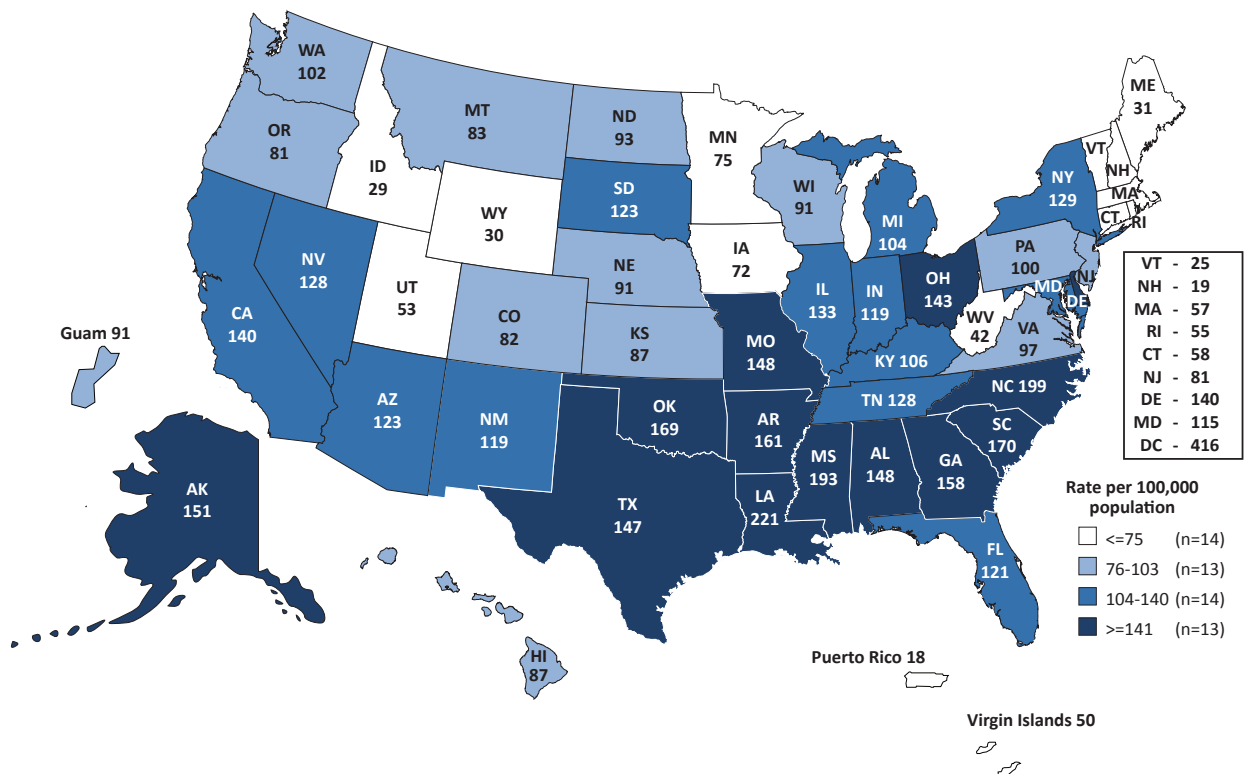 WA
102
OR
81
ID
29
MT
83
ND
93
MN
75
WI
91
MI
104
NY
129
VT
NH
ME
31
MA
CT
RI
SD
123
WY
30
NE
91
IA
72
NV
128
UT
53
CO
82
KS
87
CA
140
AZ
123
NM
119
IL
133
IN
119
OH
143
PA
100
NJ
MD
DE
WV
42
VA
97
MO
148
KY 106
NC 199
TN 128
OK
169
AR
161
SC
170
TX
147
LA
221
MS
193
AL
148
GA
158
FL
121
Guam 91
AK
151
HI
87
Puerto Rico 18
Virgin Islands 50
VT - 25
NH - 19
MA - 57
RI - 55
CT - 58
NJ - 81
DE - 140
MD - 115
DC - 416
Rate per 100,000
population
<=75 (n=14)
76-103 (n=13)
104-140 (n=14)
>=141 (n=13)